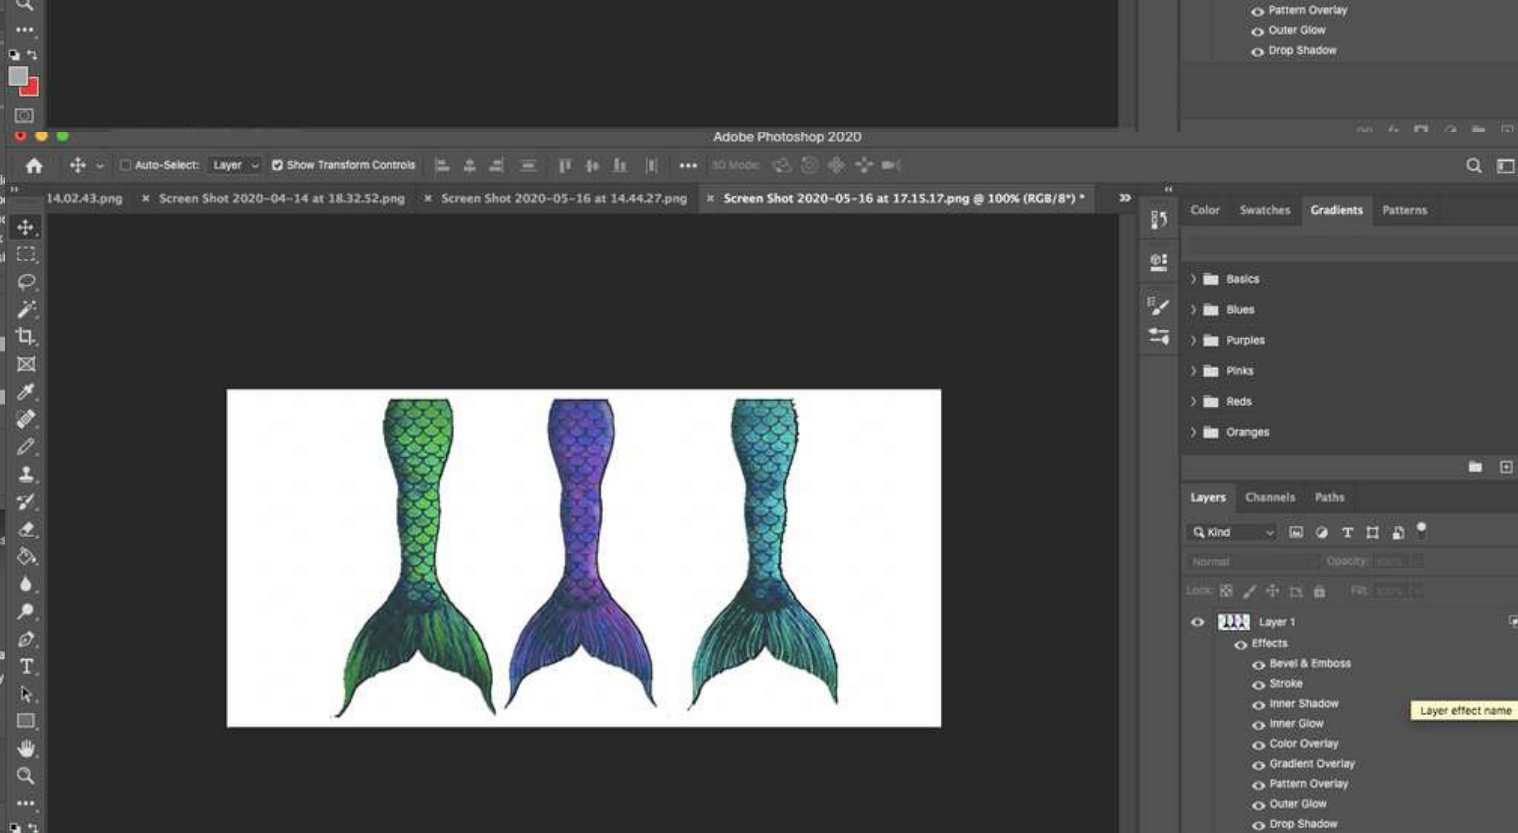 Pattern Overlay
Outer Glow
Drop Shadow
Adobe Photoshop 2020
Auto-Select: Layer Show Transform Controls 3D Mode:
14.02.43.png × Screen Shot 2020-04-14 at 18.32.52.png × Screen Shot 2020-05-16 at 14.44.27.png × Screen Shot 2020-05-16 at 17.15.17.png @ 100% (RGB/8*) *
Color Swatches Gradients Patterns
Basics
Blues
Purples
Pinks
Reds
Oranges
Layers Channels Paths
Kind
Normal Opacity:
Lock: Fill:
Layer 1
Effects
Bevel & Emboss
Stroke
Inner Shadow
Layer effect name
Inner Glow
Color Overlay
Gradient Overlay
Pattern Overlay
Outer Glow
Drop Shadow